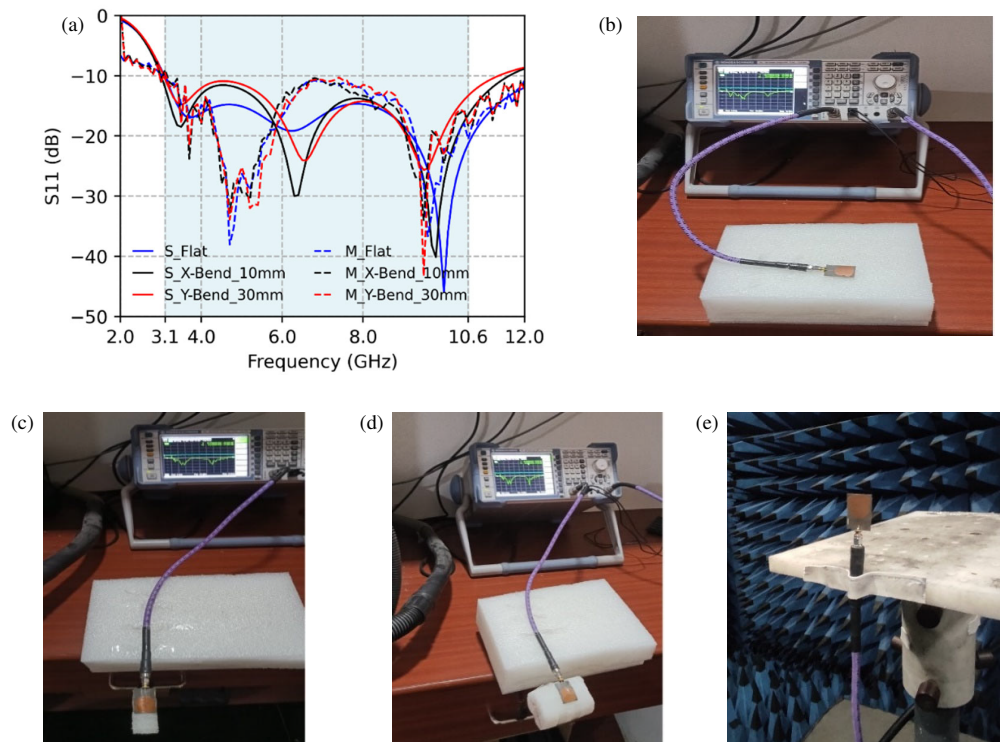 (a)
0
−10
−20
−30
−40
−50
S11 (dB)
S_Flat
S_X-Bend_10mm
S_Y-Bend_30mm
M_Flat
M_X-Bend_10mm
M_Y-Bend_30mm
2.0 3.1 4.0 6.0 8.0 10.6 12.0
Frequency (GHz)
(b)
(c)
(d)
(e)